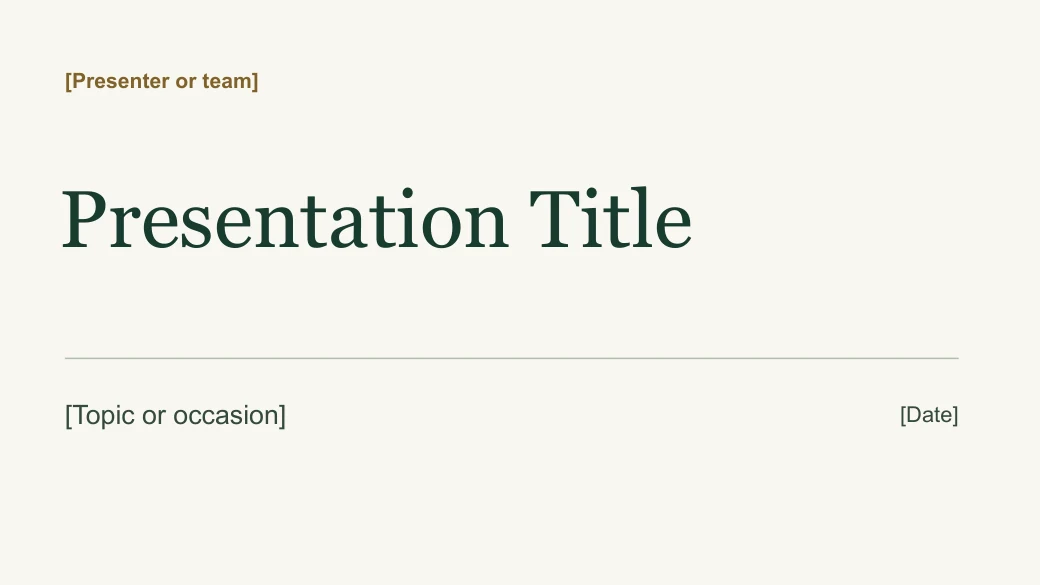 [Presenter or team]
Presentation Title
[Topic or occasion]
[Date]